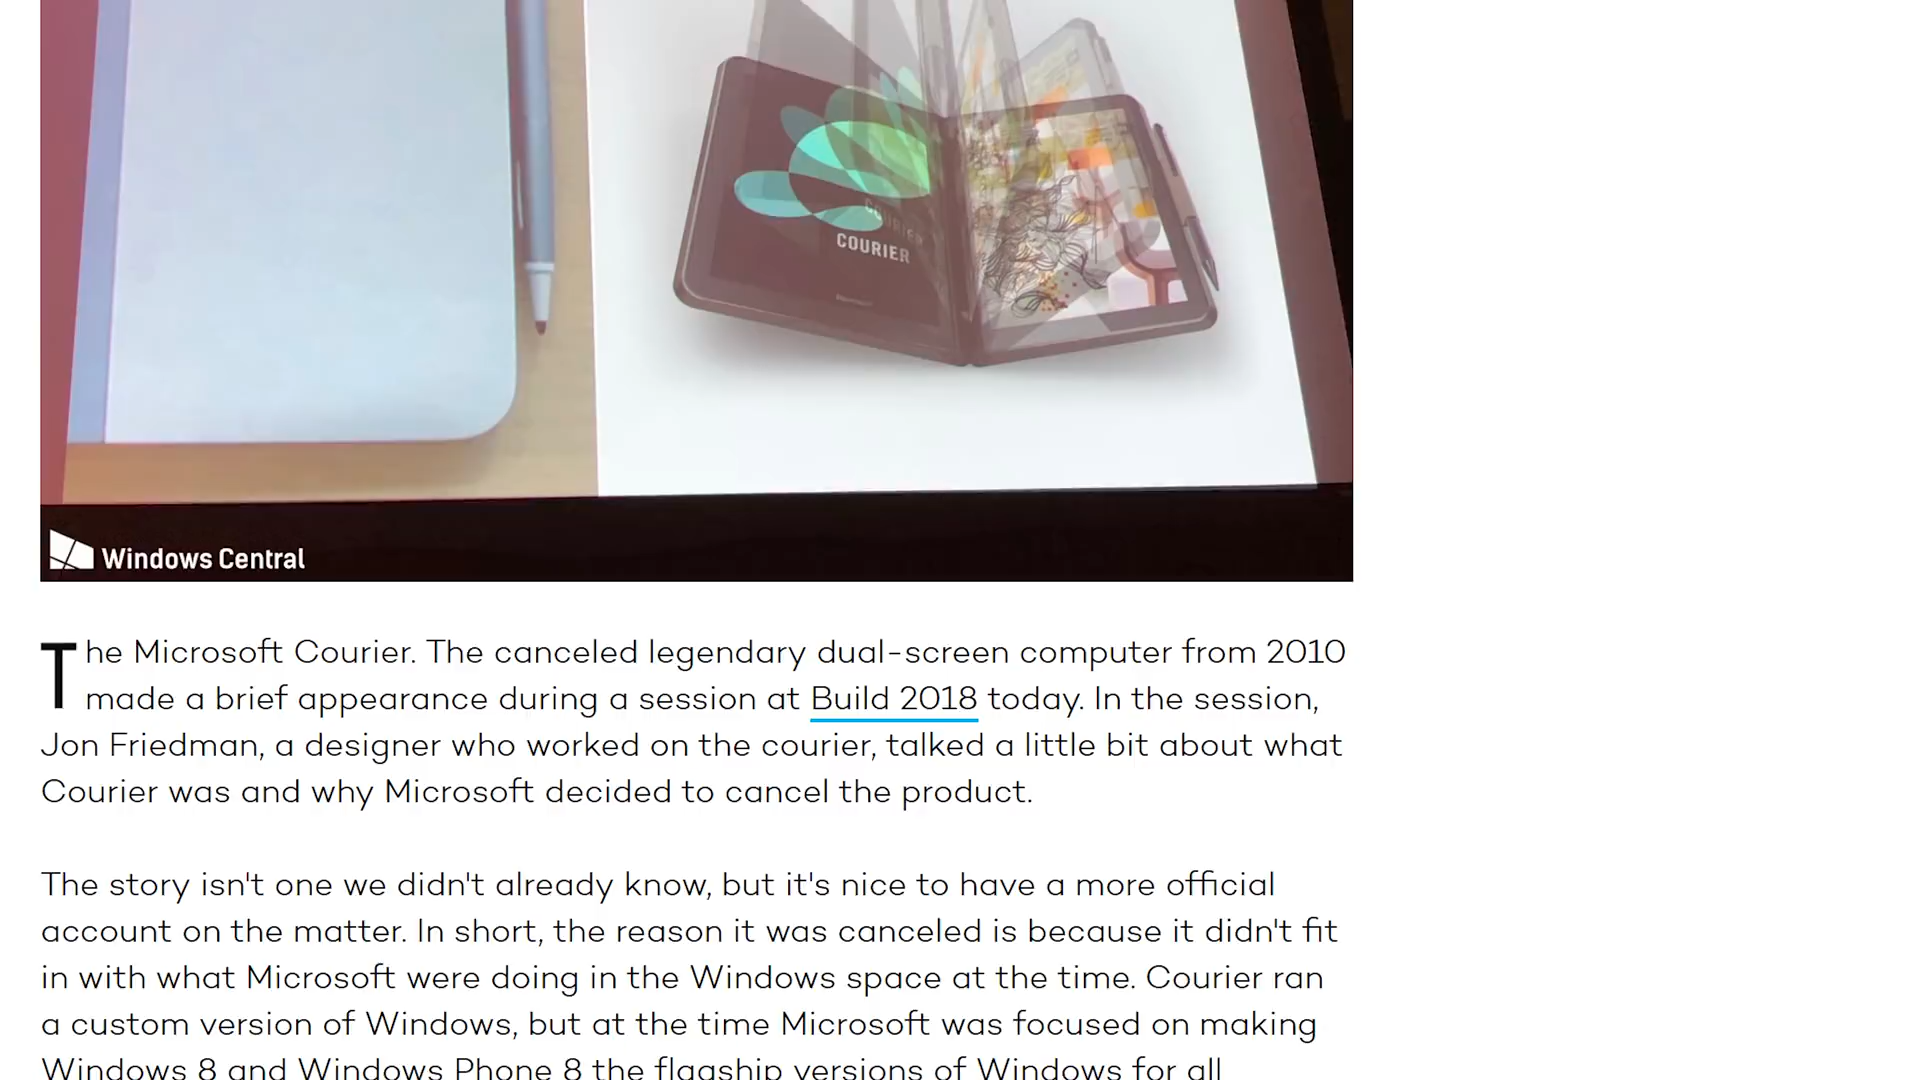 COURIER
Windows Central
The Microsoft Courier. The canceled legendary dual-screen computer from 2010
made a brief appearance during a session at Build 2018 today. In the session,
Jon Friedman, a designer who worked on the courier, talked a little bit about what
Courier was and why Microsoft decided to cancel the product.
The story isn't one we didn't already know, but it's nice to have a more official
account on the matter. In short, the reason it was canceled is because it didn't fit
in with what Microsoft were doing in the Windows space at the time. Courier ran
a custom version of Windows, but at the time Microsoft was focused on making
Windows 8 and Windows Phone 8 the flagship versions of Windows for all